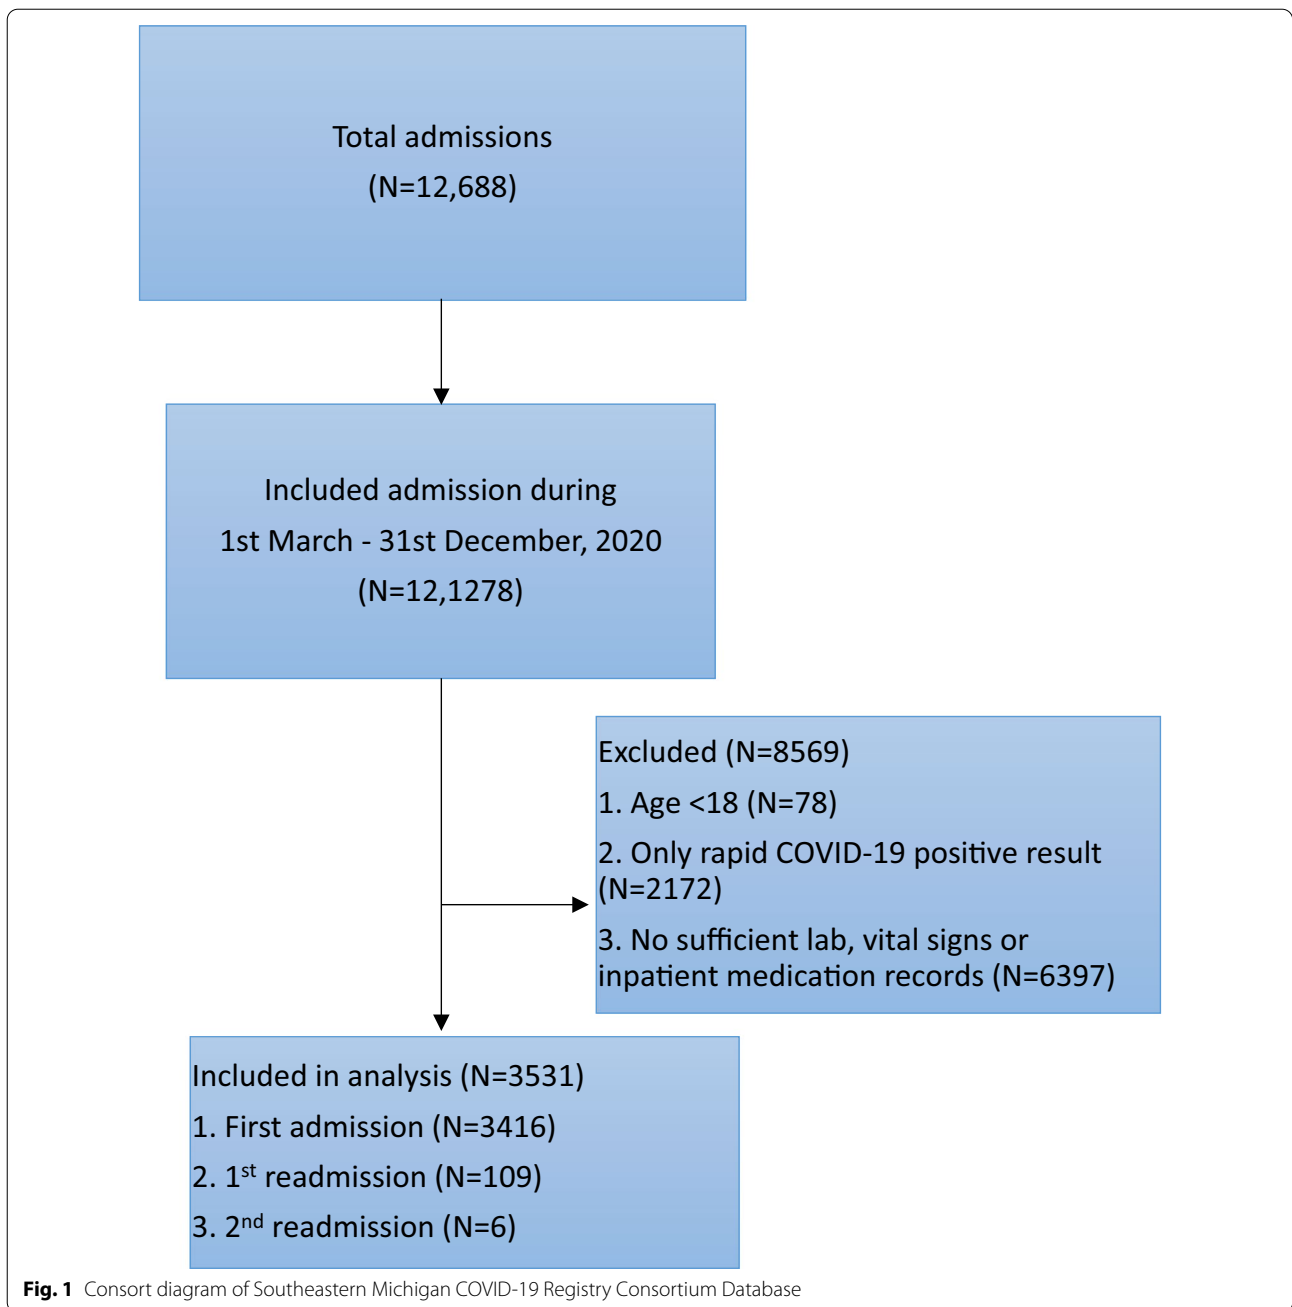 Total admissions
(N=12,688)
Included admission during
1st March - 31st December, 2020
(N=12,1278)
Excluded (N=8569)
1. Age <18 (N=78)
2. Only rapid COVID-19 positive result
(N=2172)
3. No sufficient lab, vital signs or
inpatient medication records (N=6397)
Included in analysis (N=3531)
1. First admission (N=3416)
2. 1st readmission (N=109)
3. 2nd readmission (N=6)
Fig. 1 Consort diagram of Southeastern Michigan COVID-19 Registry Consortium Database